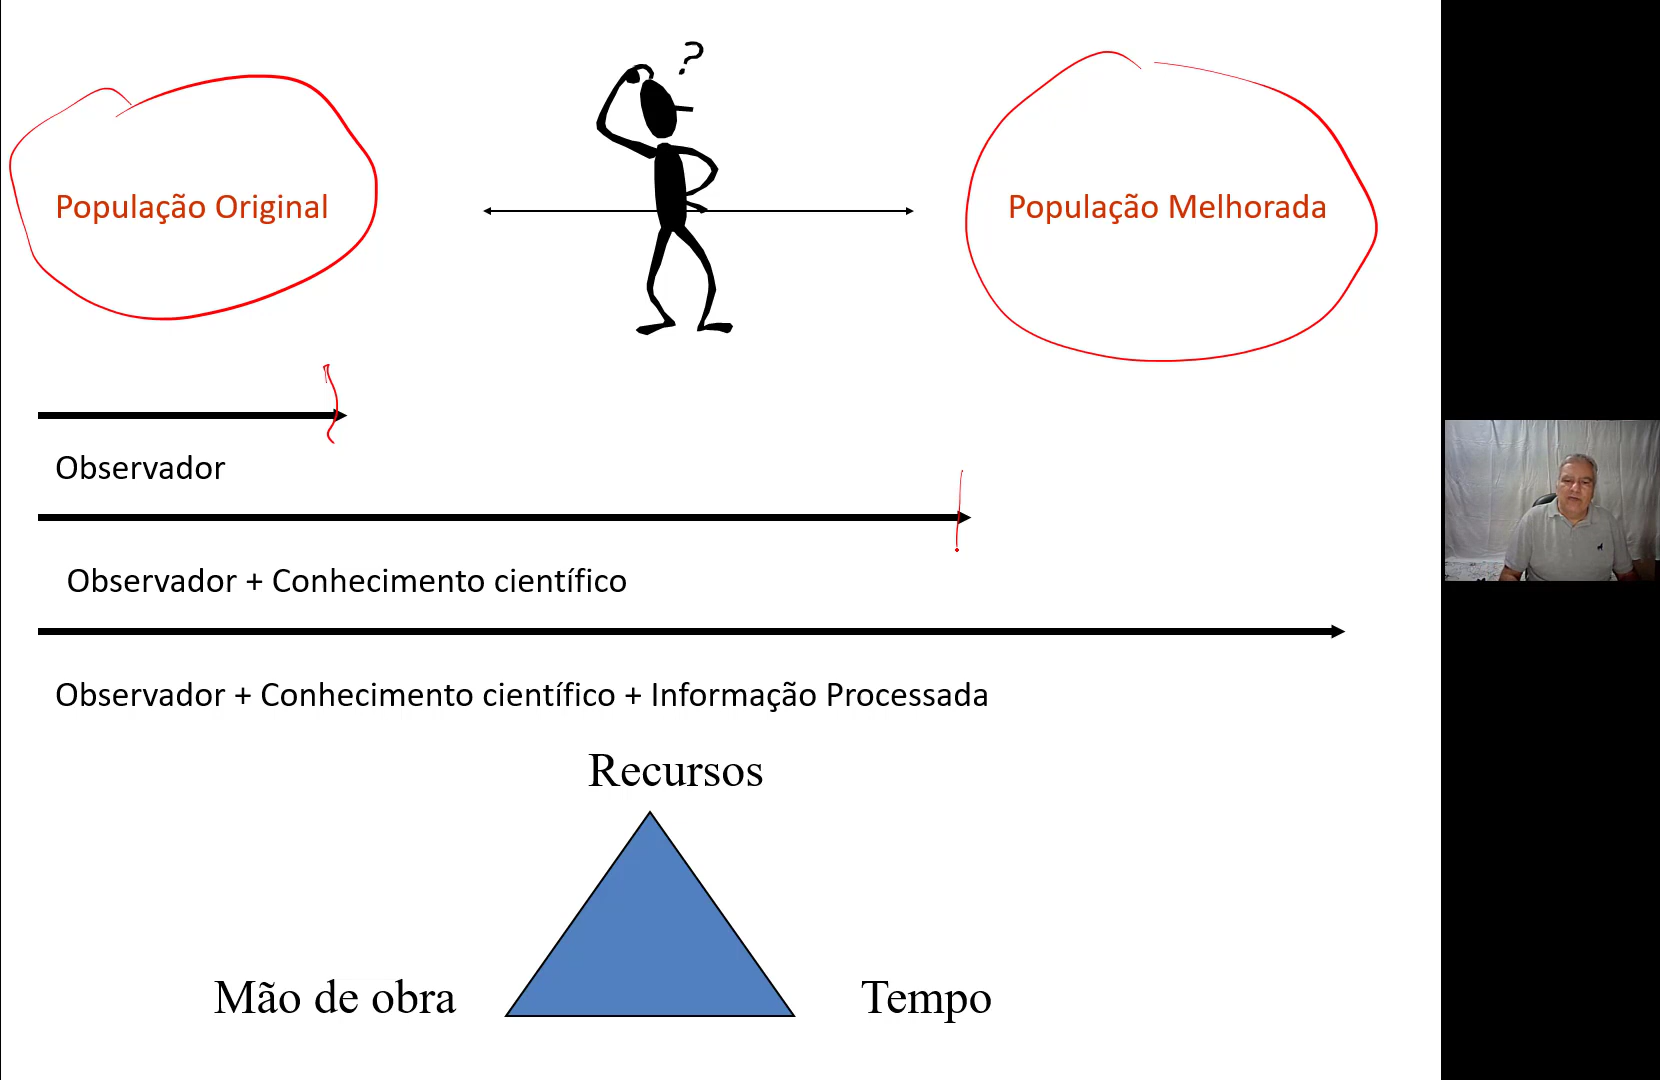 ?
População Original
População Melhorada
Observador
Observador + Conhecimento científico
Observador + Conhecimento científico + Informação Processada
Recursos
Mão de obra
Tempo